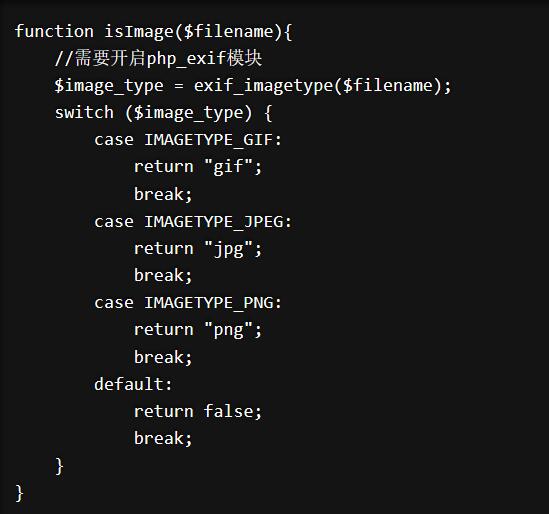 function isImage($filename){
    //需要开启php_exif模块
    $image_type = exif_imagetype($filename);
    switch ($image_type) {
        case IMAGETYPE_GIF:
            return "gif";
            break;
        case IMAGETYPE_JPEG:
            return "jpg";
            break;
        case IMAGETYPE_PNG:
            return "png";
            break;
        default:
            return false;
            break;
    }
}